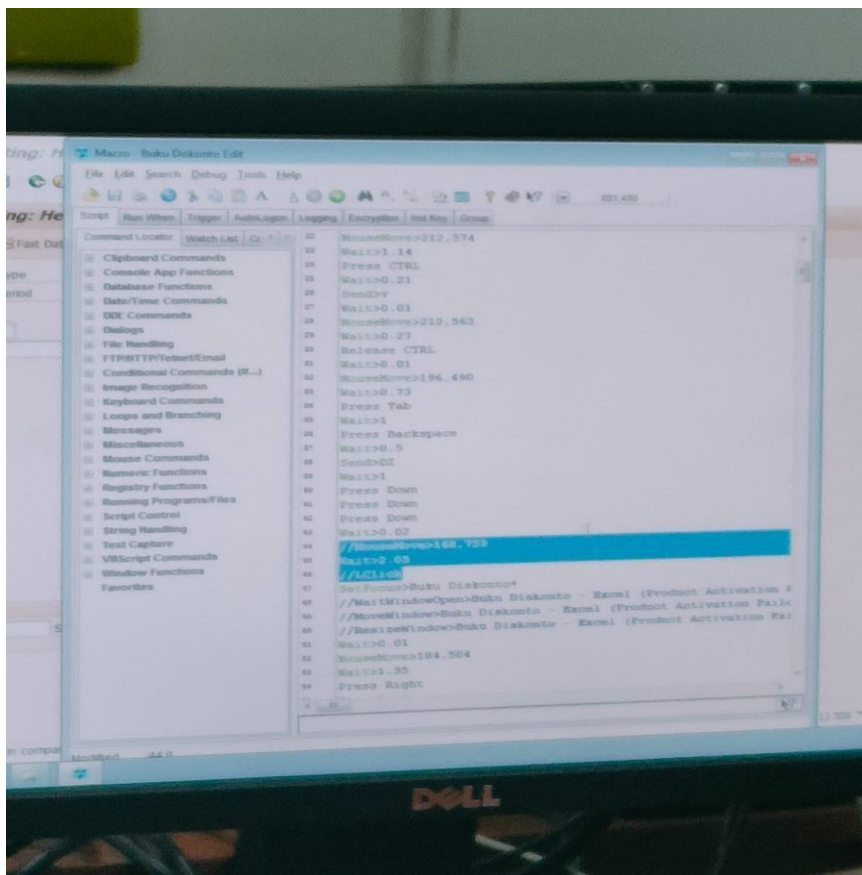 ting: H
Macro - Buku Diskonto Edit
File Edit Search Debug Tools Help
ng: He
Script Run When Trigger AutoLogon Logging Encryption Hot Key Group
Fast Dat
Command Locator Watch List
Clipboard Commands
Console App Functions
Database Functions
Date/Time Commands
DDE Commands
Dialogs
File Handling
FTP/HTTP/Telnet/Email
Conditional Commands (If...)
Image Recognition
Keyboard Commands
Loops and Branching
Messages
Miscellaneous
Mouse Commands
Numeric Functions
Registry Functions
Running Programs/Files
Script Control
String Handling
Text Capture
VBScript Commands
Window Functions
Favorites
MouseMove>212,574
Wait>1.14
Press CTRL
Wait>0.21
Send>v
Wait>0.01
MouseMove>212,563
Wait>0.27
Release CTRL
Wait>0.01
MouseMove>196,490
Wait>0.73
Press Tab
Wait>1
Press Backspace
Wait>0.5
Send>DZ
Wait>1
Press Down
Press Down
Press Down
Wait>0.02
//MouseMove>168,759
Wait>2.05
//LClick
SetFocus>Buku Diskonto*
//WaitWindowOpen>Buku Diskonto - Excel (Product Activation
//MoveWindow>Buku Diskonto - Excel (Product Activation Faile
//ResizeWindow>Buku Diskonto - Excel (Product Activation Fai
Wait>0.01
MouseMove>184,504
Wait>1.35
Press Right
Modified
DELL